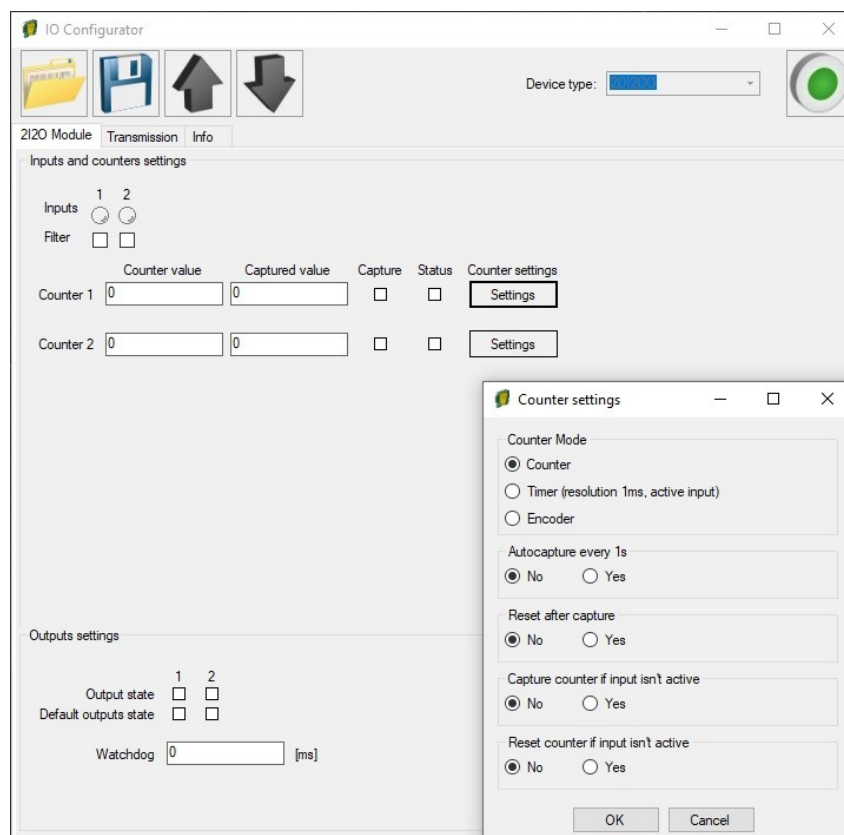 IO Configurator
Device type: 2DI2DO
2I2O Module Transmission Info
Inputs and counters settings
1 2
Inputs
Filter
Counter value Captured value Capture Status Counter settings
Counter 1 0 0 Settings
Counter 2 0 0 Settings
Counter settings
Counter Mode
Counter
Timer (resolution 1ms, active input)
Encoder
Autocapture every 1s
No Yes
Reset after capture
No Yes
Capture counter if input isn't active
No Yes
Reset counter if input isn't active
No Yes
OK Cancel
Outputs settings
1 2
Output state
Default outputs state
Watchdog 0 [ms]